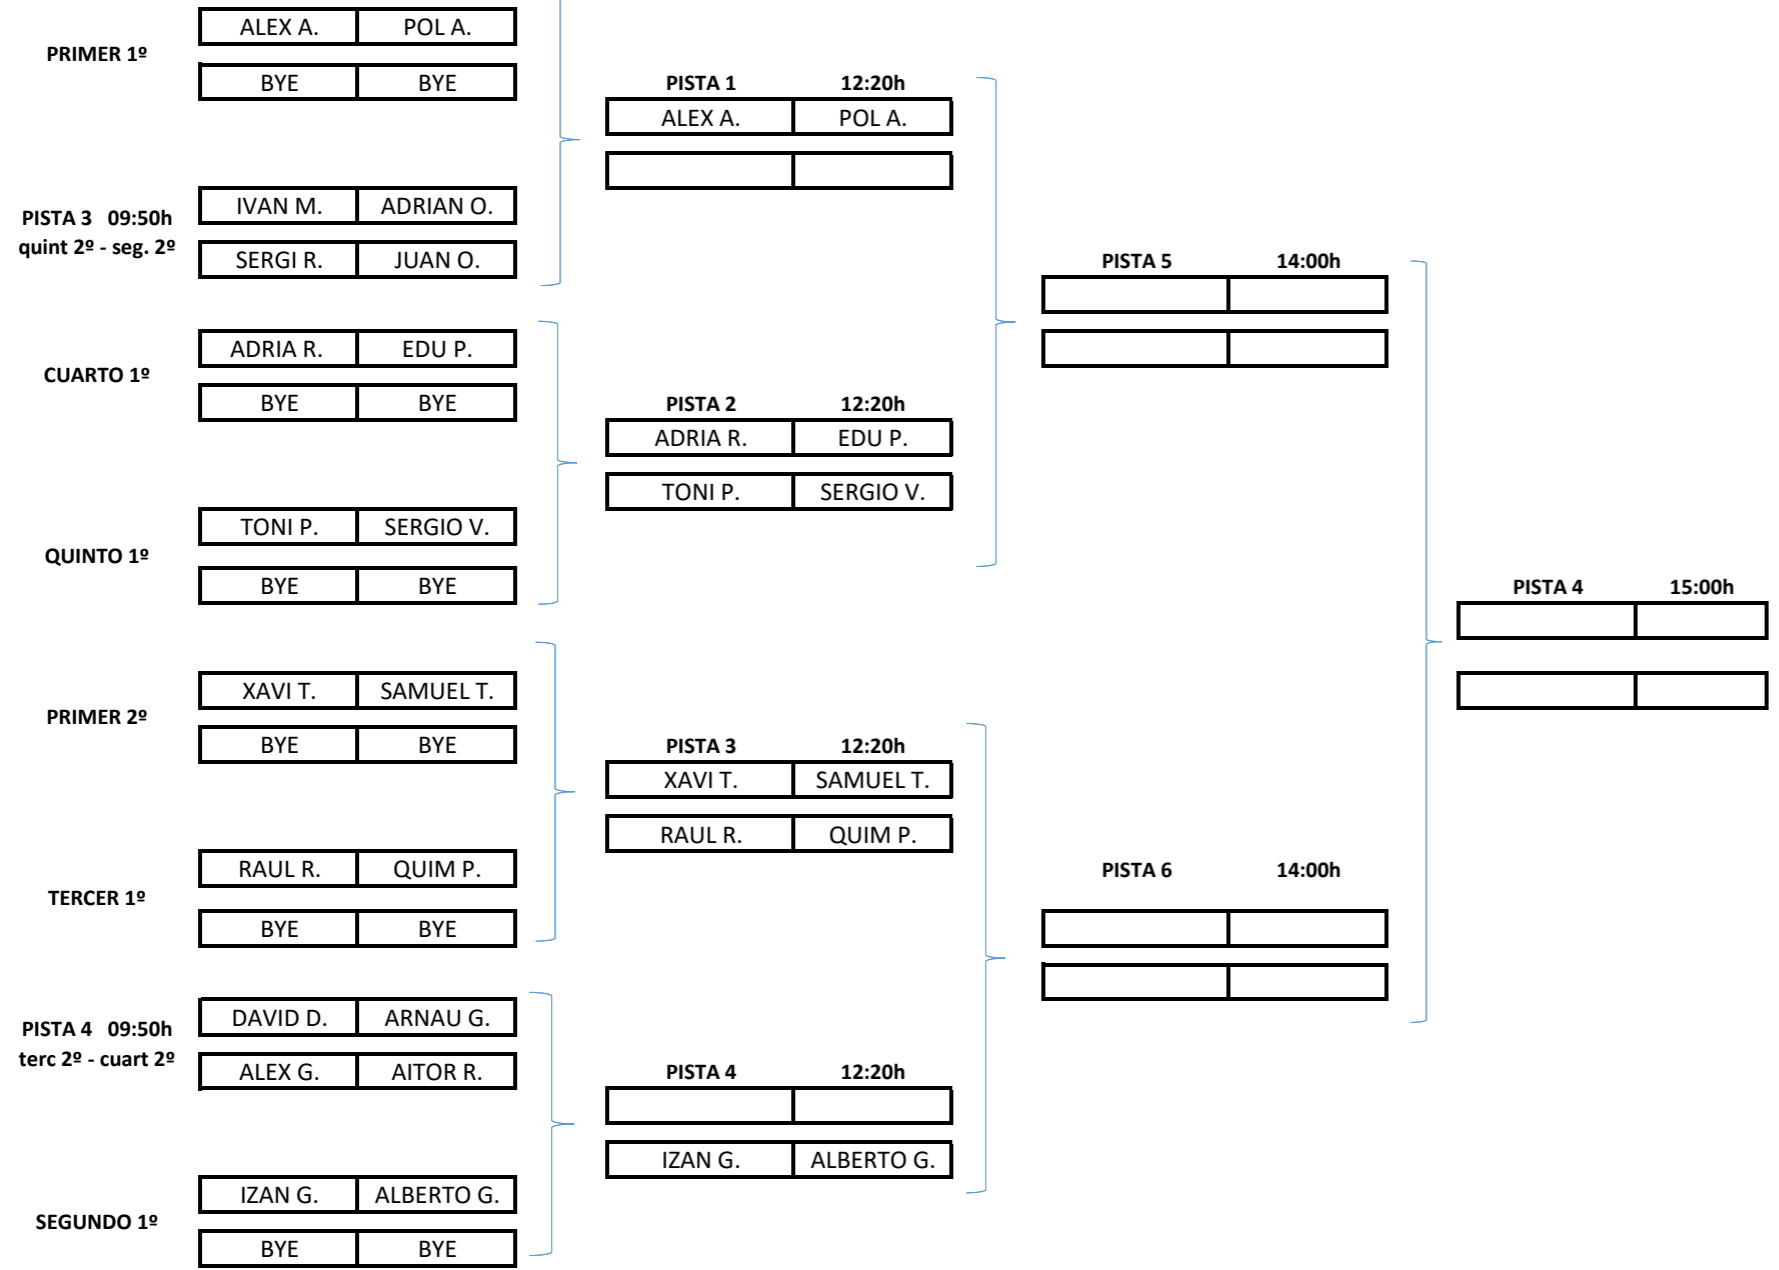 ALEX A. POL A.
PRIMER 1º
BYE BYE
PISTA 3 09:50h
quint 2º - seg. 2º
IVAN M. ADRIAN O.
SERGI R. JUAN O.
ADRIA R. EDU P.
CUARTO 1º
BYE BYE
TONI P. SERGIO V.
QUINTO 1º
BYE BYE
XAVI T. SAMUEL T.
PRIMER 2º
BYE BYE
RAUL R. QUIM P.
TERCER 1º
BYE BYE
PISTA 4 09:50h
terc 2º - cuart 2º
DAVID D. ARNAU G.
ALEX G. AITOR R.
IZAN G. ALBERTO G.
SEGUNDO 1º
BYE BYE
PISTA 1 12:20h
ALEX A. POL A.
PISTA 2 12:20h
ADRIA R. EDU P.
TONI P. SERGIO V.
PISTA 3 12:20h
XAVI T. SAMUEL T.
RAUL R. QUIM P.
PISTA 4 12:20h
IZAN G. ALBERTO G.
PISTA 5 14:00h
PISTA 6 14:00h
PISTA 4 15:00h